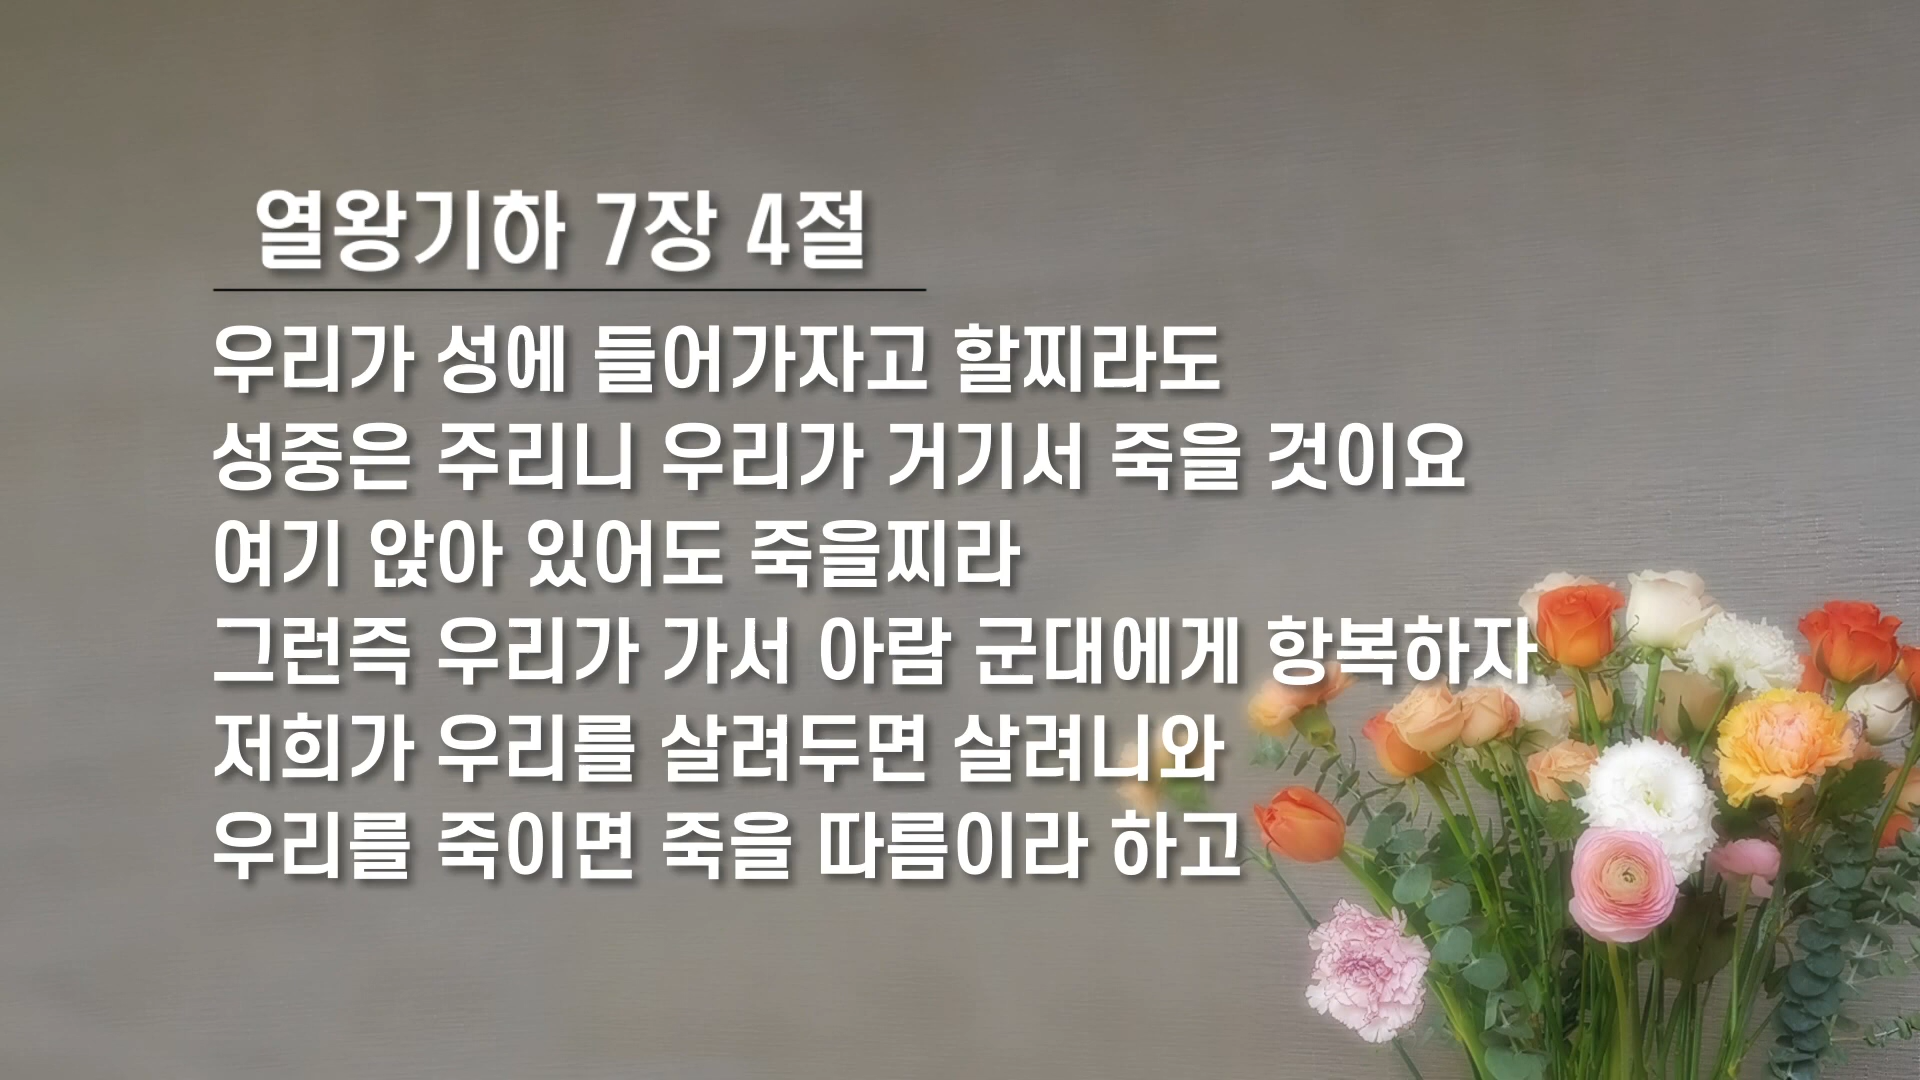 열왕기하 7장 4절
우리가 성에 들어가자고 할찌라도
성중은 주리니 우리가 거기서 죽을 것이요
여기 앉아 있어도 죽을찌라
그런즉 우리가 가서 아람 군대에게 항복하자
저희가 우리를 살려두면 살려니와
우리를 죽이면 죽을 따름이라 하고